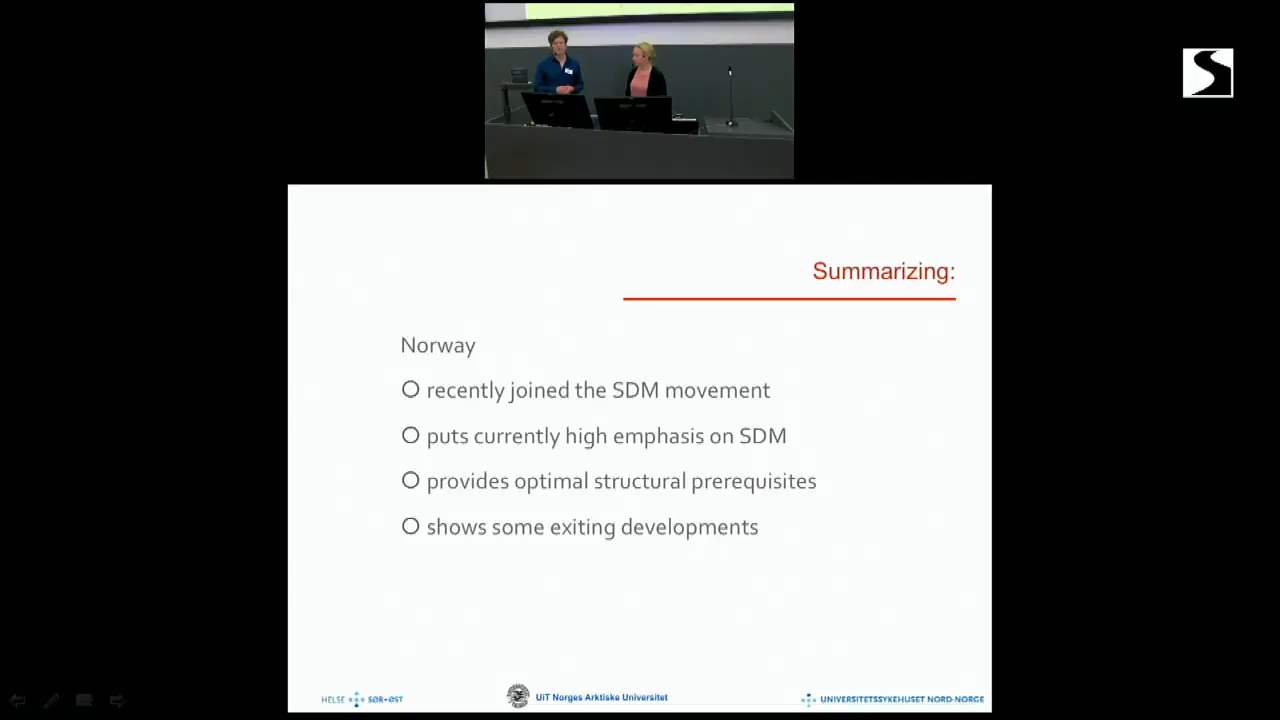 Summarizing:
Norway
recently joined the SDM movement
puts currently high emphasis on SDM
provides optimal structural prerequisites
shows some exiting developments
HELSE SØR-ØST
UiT Norges Arktiske Universitet
UNIVERSITETSSYKEHUSET NORD-NORGE